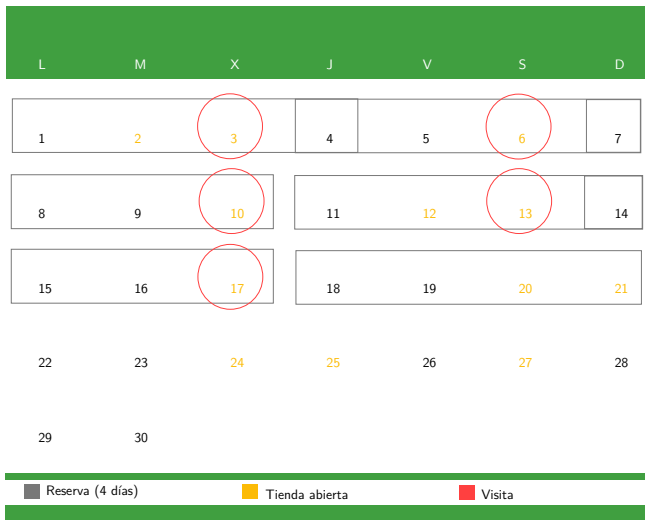 L M X J V S D
1 2 3 4 5 6 7
8 9 10 11 12 13 14
15 16 17 18 19 20 21
22 23 24 25 26 27 28
29 30
Reserva (4 días) Tienda abierta Visita